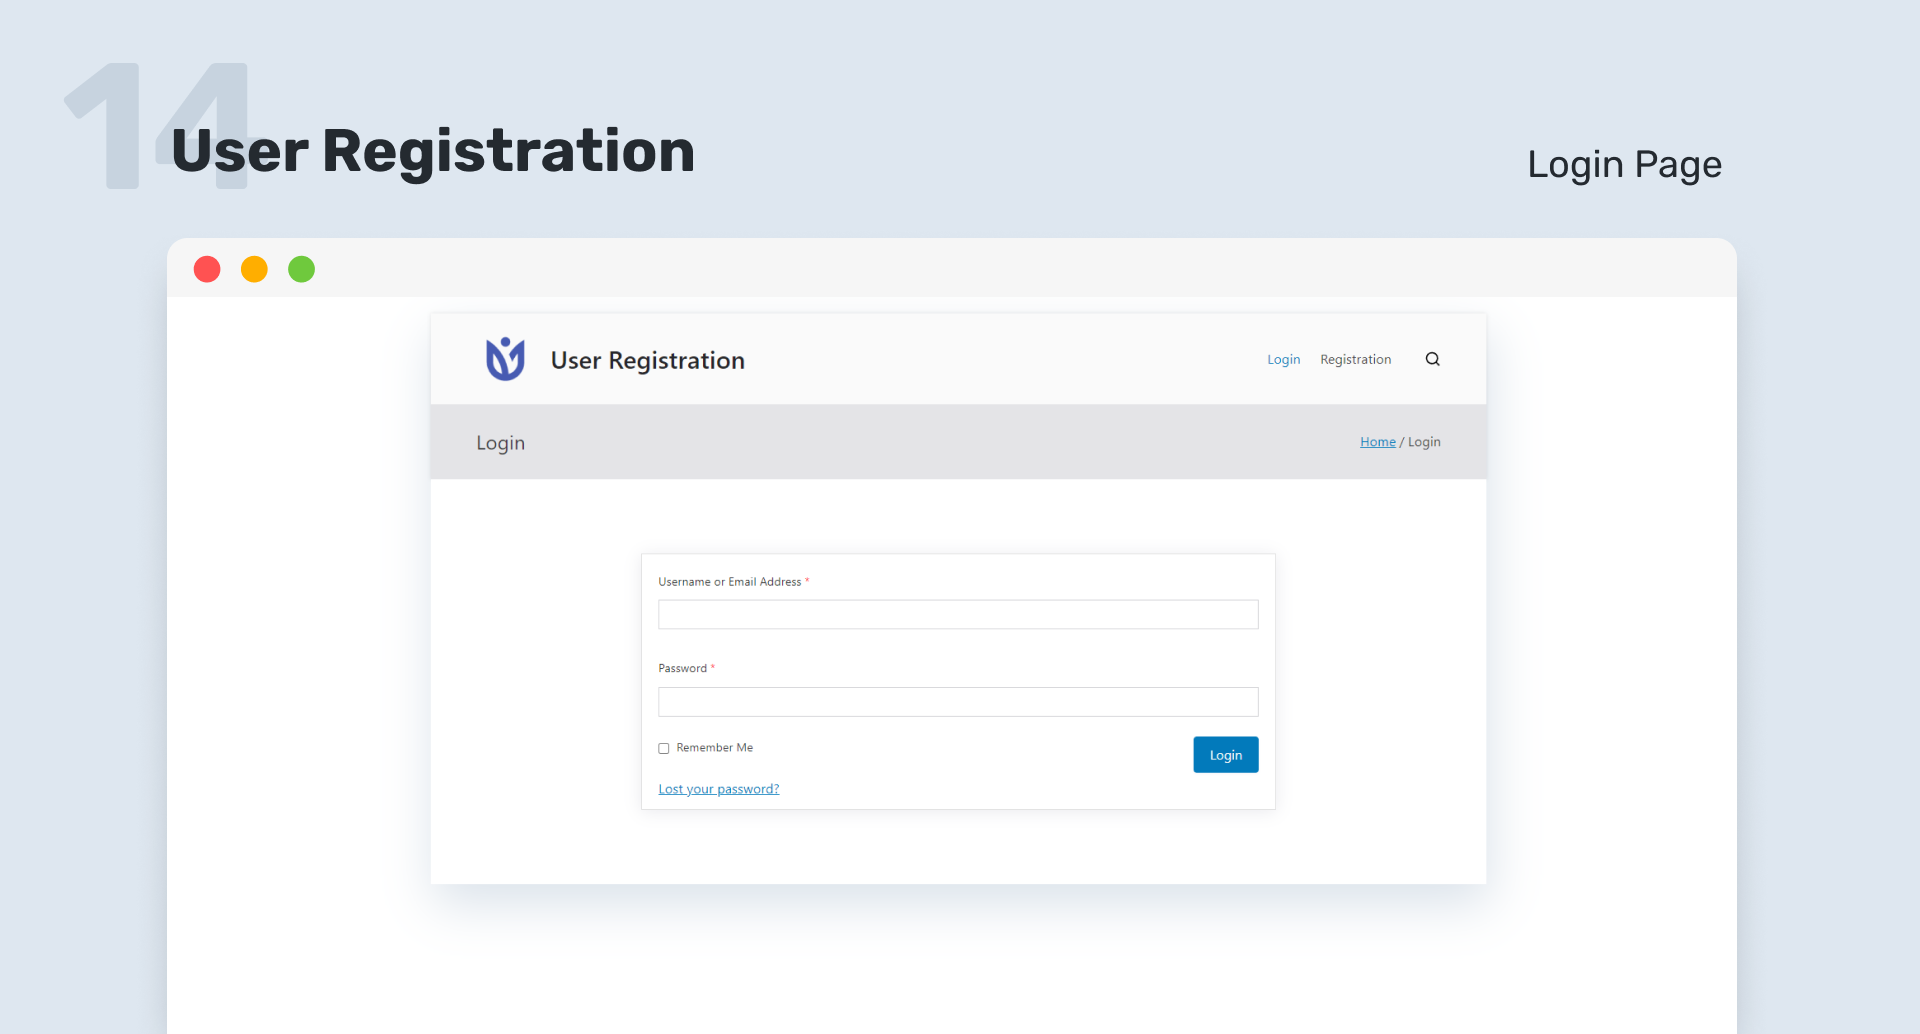 14
User Registration
Login Page
User Registration
Login
Registration
Login
Home / Login
Username or Email Address *
Password *
Remember Me
Login
Lost your password?